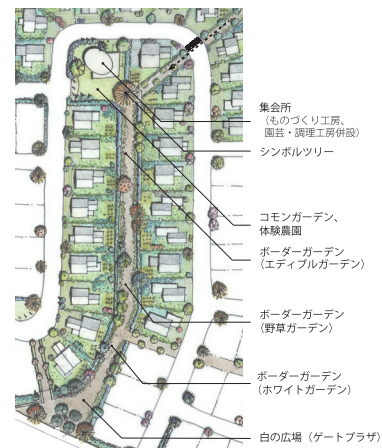 集会所
（ものづくり工房、
園芸・調理工房併設）
シンボルツリー
コモンガーデン、
体験農園
ボーダーガーデン
（エディブルガーデン）
ボーダーガーデン
（野草ガーデン）
ボーダーガーデン
（ホワイトガーデン）
白の広場（ゲートプラザ）